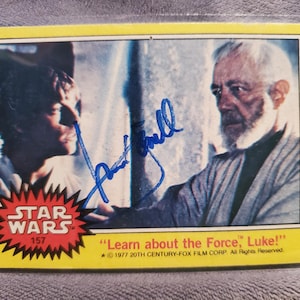 STAR
WARS
157
"Learn about the Force," Luke!"
★ © 1977 20TH CENTURY-FOX FILM CORP. All Rights Reserved.